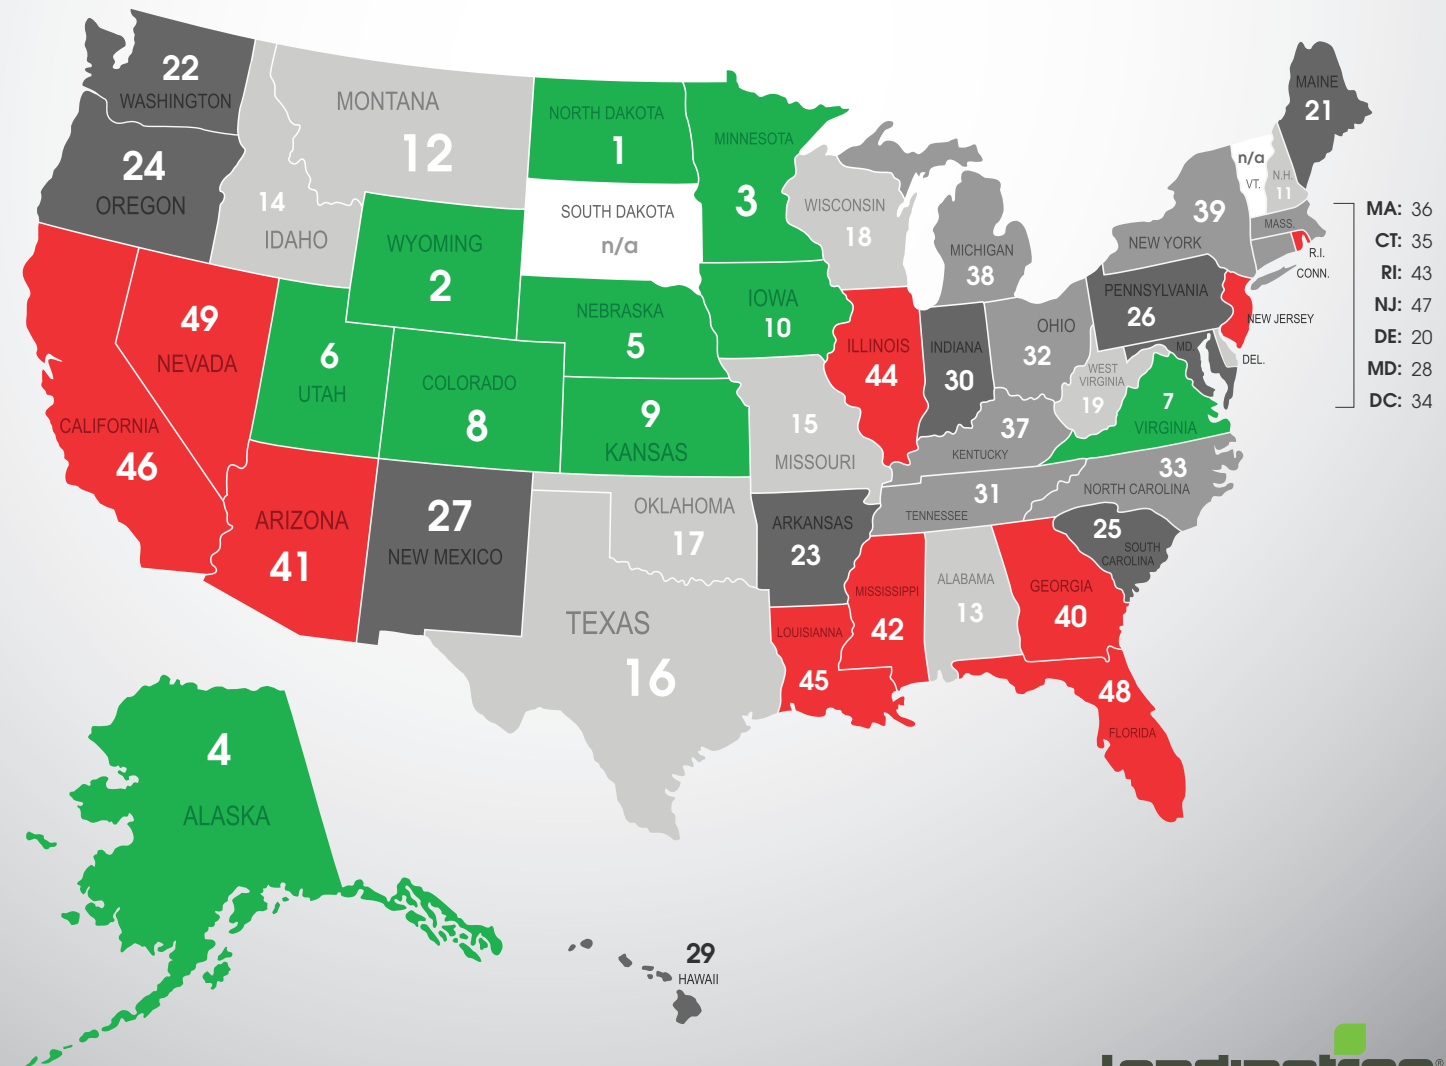 22
WASHINGTON
24
OREGON
MONTANA
12
14
IDAHO
NORTH DAKOTA
1
MINNESOTA
3
SOUTH DAKOTA
n/a
WYOMING
2
WISCONSIN
18
MICHIGAN
38
MAINE
21
n/a
VT.
N.H.
11
39
NEW YORK
MASS.
R.I.
CONN.
MA: 36
CT: 35
RI: 43
NJ: 47
DE: 20
MD: 28
DC: 34
49
NEVADA
6
UTAH
COLORADO
8
NEBRASKA
5
IOWA
10
ILLINOIS
44
INDIANA
30
OHIO
32
PENNSYLVANIA
26
NEW JERSEY
MD.
DEL.
WEST
VIRGINIA
19
7
VIRGINIA
CALIFORNIA
46
9
KANSAS
15
MISSOURI
37
KENTUCKY
33
NORTH CAROLINA
31
TENNESSEE
25
SOUTH
CAROLINA
ARIZONA
41
27
NEW MEXICO
OKLAHOMA
17
ARKANSAS
23
MISSISSIPPI
42
ALABAMA
13
GEORGIA
40
TEXAS
16
LOUISIANNA
45
48
FLORIDA
4
ALASKA
29
HAWAII
lendingtree®